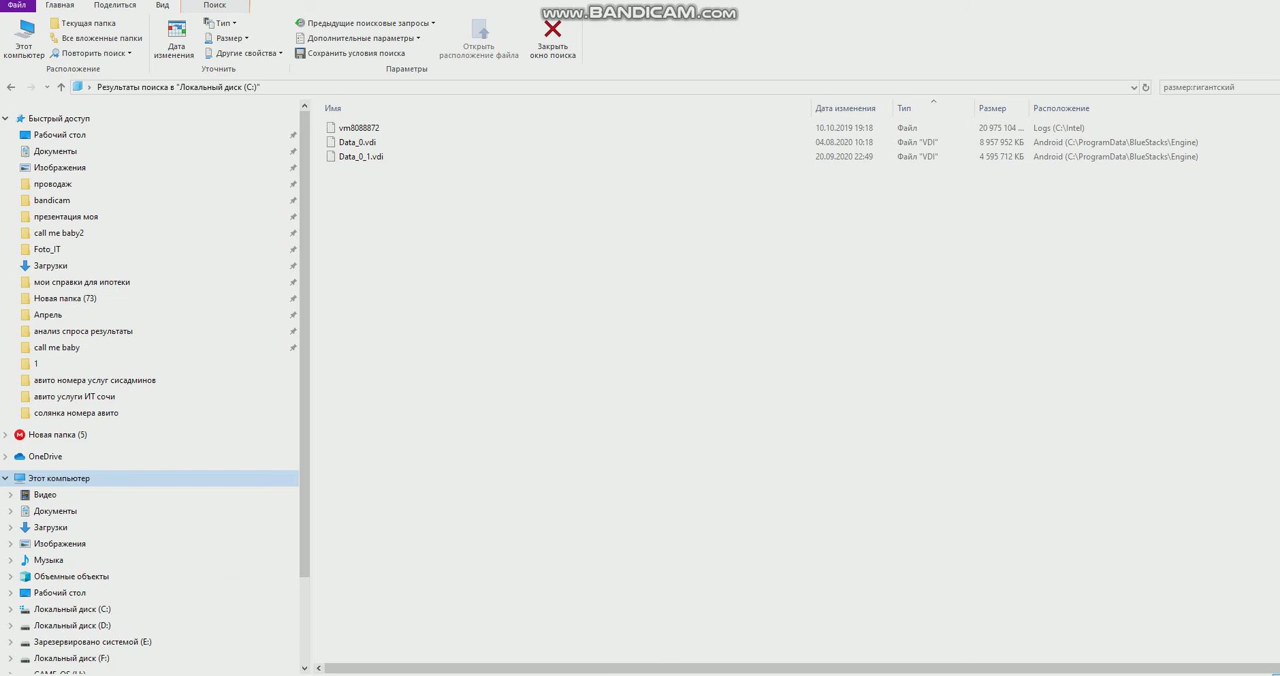 www.BANDICAM.com
Файл Главная Поделиться Вид Поиск
Этот компьютер
Текущая папка
Все вложенные папки
Повторить поиск
Расположение
Дата изменения
Тип
Размер
Другие свойства
Уточнить
Предыдущие поисковые запросы
Дополнительные параметры
Сохранить условия поиска
Открыть расположение файла
Параметры
Закрыть окно поиска
Результаты поиска в "Локальный диск (C:)"
размер:гигантский
Имя Дата изменения Тип Размер Расположение
vm8088872 10.10.2019 19:18 Файл 20 975 104 ... Logs (C:\Intel)
Data_0.vdi 04.08.2020 10:18 Файл "VDI" 8 957 952 КБ Android (C:\ProgramData\BlueStacks\Engine)
Data_0_1.vdi 20.09.2020 22:49 Файл "VDI" 4 595 712 КБ Android (C:\ProgramData\BlueStacks\Engine)
Быстрый доступ
Рабочий стол
Документы
Изображения
проводаж
bandicam
презентация моя
call me baby2
Foto_IT
Загрузки
мои справки для ипотеки
Новая папка (73)
Апрель
анализ спроса результаты
call me baby
1
авито номера услуг сисадминов
авито услуги ИТ сочи
солянка номера авито
Новая папка (5)
OneDrive
Этот компьютер
Видео
Документы
Загрузки
Изображения
Музыка
Объемные объекты
Рабочий стол
Локальный диск (C:)
Локальный диск (D:)
Зарезервировано системой (E:)
Локальный диск (F:)